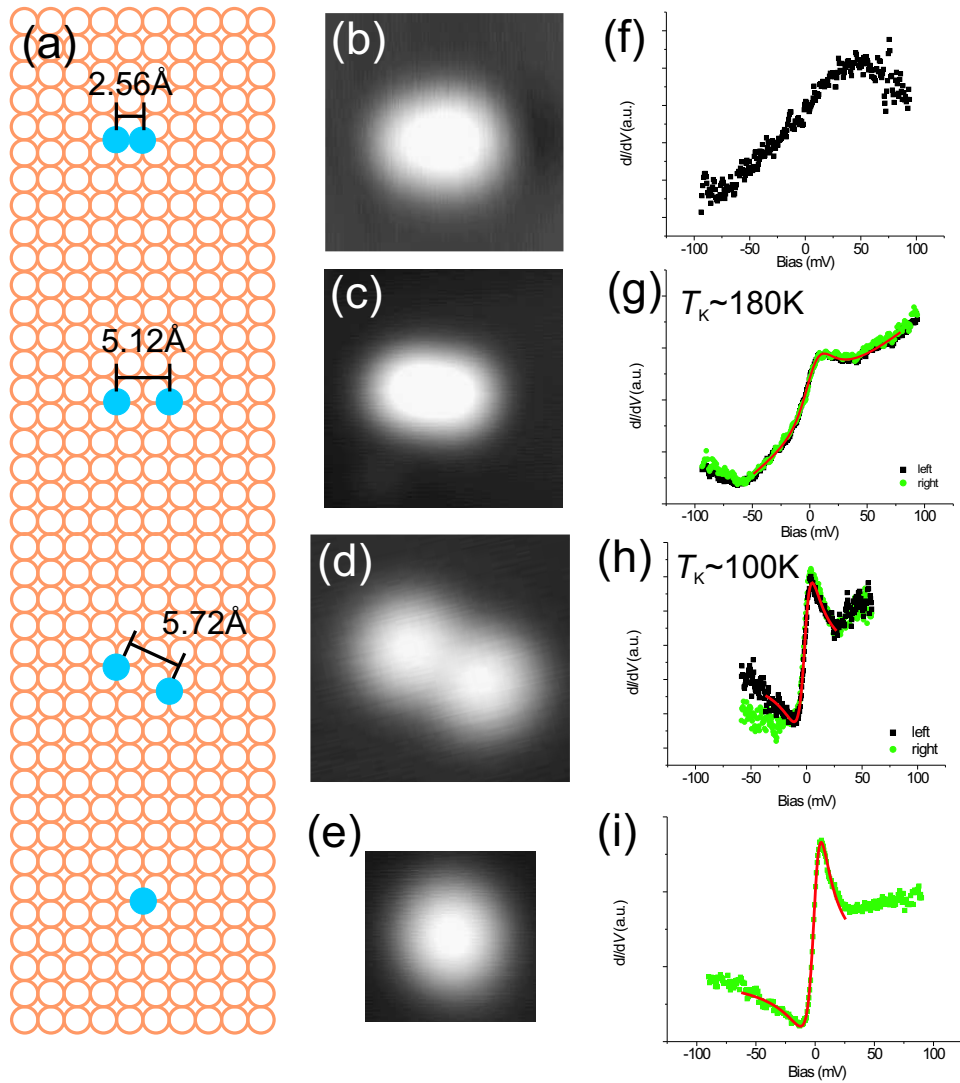 (a)
2.56Å
5.12Å
5.72Å
(b)
(c)
(d)
(e)
(f)
dI/dV (a.u.)
-100 -50 0 50 100
Bias (mV)
(g)
TK~180K
dI/dV (a.u.)
left
right
-100 -50 0 50 100
Bias (mV)
(h)
TK~100K
dI/dV (a.u.)
left
right
-100 -50 0 50 100
Bias (mV)
(i)
dI/dV (a.u.)
-100 -50 0 50 100
Bias (mV)